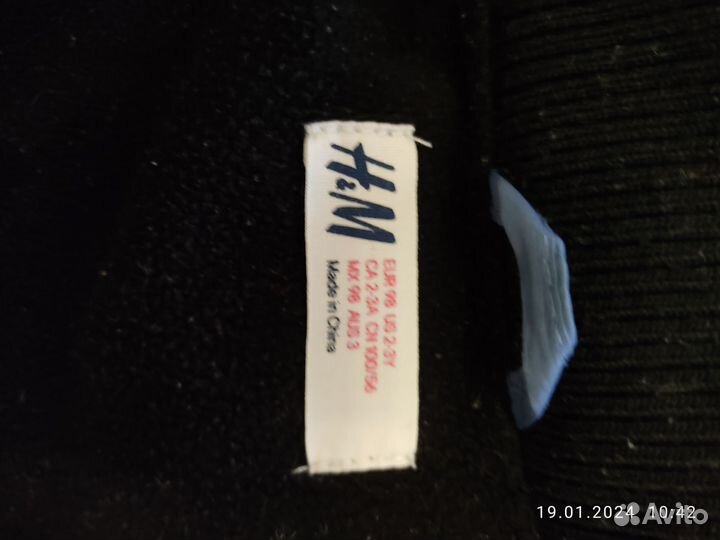 H&M
EUR 98 US 2-3Y
CA 2-3A CN 100/56
MX 98 AUS 3
Made in China
19.01.2024 10:42
Avito